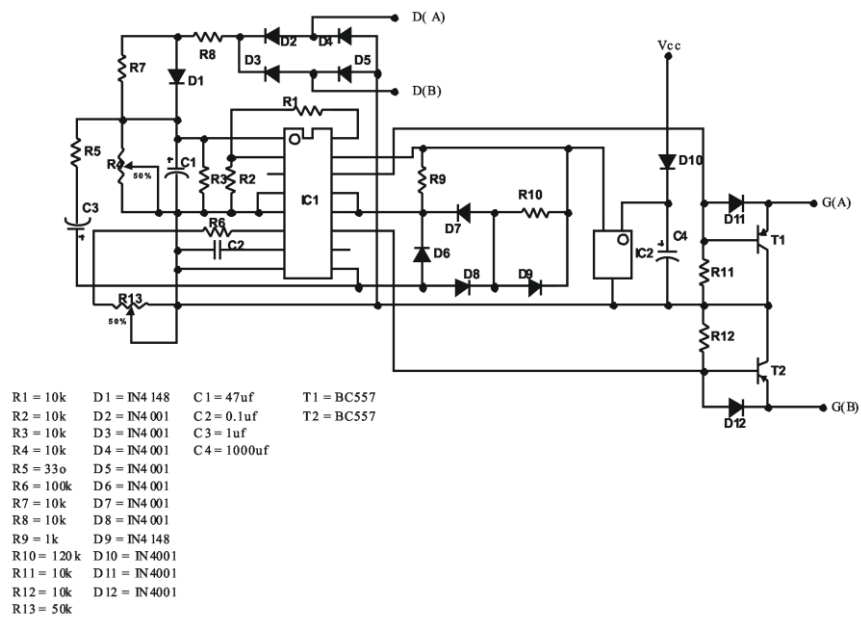 D( A)
R8
D2
D4
R7
D1
D3
D5
Vcc
D(B)
R1
R5
R4
C1
50%
R3
R2
IC1
R9
D10
R10
D11
G(A)
C3
R6
D7
T1
C2
D6
IC2
C4
R11
D8
D9
R13
50%
R12
T2
D12
G(B)
R1 = 10k D1 = IN4148 C1 = 47uf T1 = BC557
R2 = 10k D2 = IN4001 C2 = 0.1uf T2 = BC557
R3 = 10k D3 = IN4001 C3 = 1uf
R4 = 10k D4 = IN4001 C4 = 1000uf
R5 = 33o D5 = IN4001
R6 = 100k D6 = IN4001
R7 = 10k D7 = IN4001
R8 = 10k D8 = IN4001
R9 = 1k D9 = IN4148
R10 = 120k D10 = IN4001
R11 = 10k D11 = IN4001
R12 = 10k D12 = IN4001
R13 = 50k